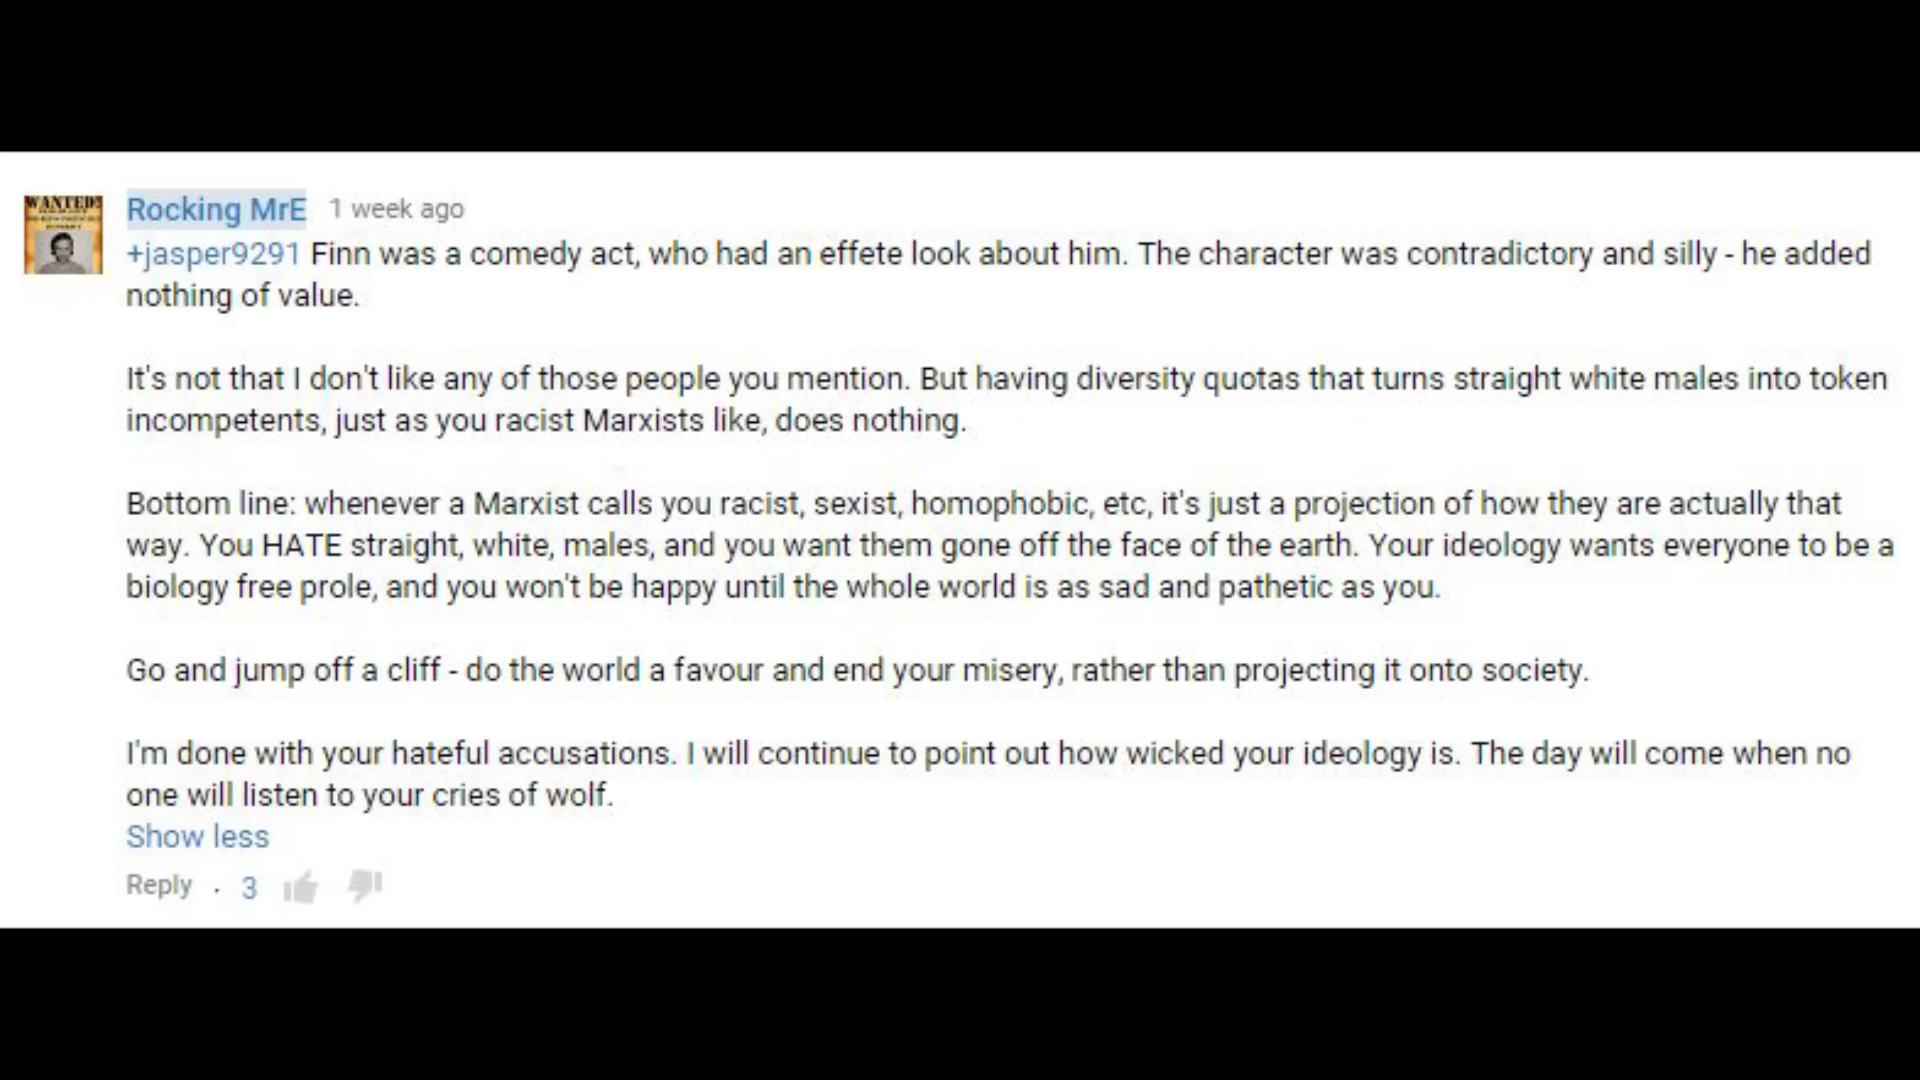 WANTED!
Rocking MrE 1 week ago
+jasper9291 Finn was a comedy act, who had an effete look about him. The character was contradictory and silly - he added
nothing of value.
It's not that I don't like any of those people you mention. But having diversity quotas that turns straight white males into token
incompetents, just as you racist Marxists like, does nothing.
Bottom line: whenever a Marxist calls you racist, sexist, homophobic, etc, it's just a projection of how they are actually that
way. You HATE straight, white, males, and you want them gone off the face of the earth. Your ideology wants everyone to be a
biology free prole, and you won't be happy until the whole world is as sad and pathetic as you.
Go and jump off a cliff - do the world a favour and end your misery, rather than projecting it onto society.
I'm done with your hateful accusations. I will continue to point out how wicked your ideology is. The day will come when no
one will listen to your cries of wolf.
Show less
Reply · 3